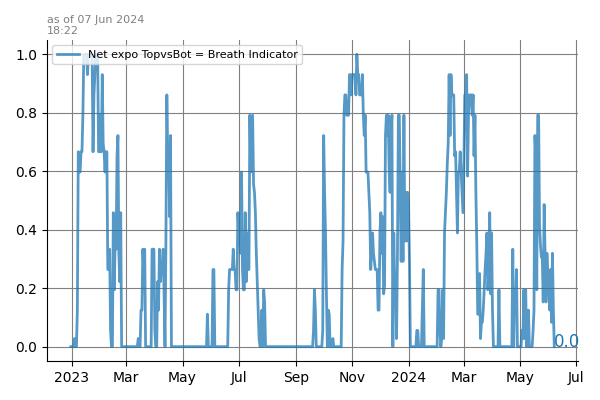 as of 07 Jun 2024
18:22
Net expo TopvsBot = Breath Indicator
1.0
0.8
0.6
0.4
0.2
0.0
0.0
2023 Mar May Jul Sep Nov 2024 Mar May Jul